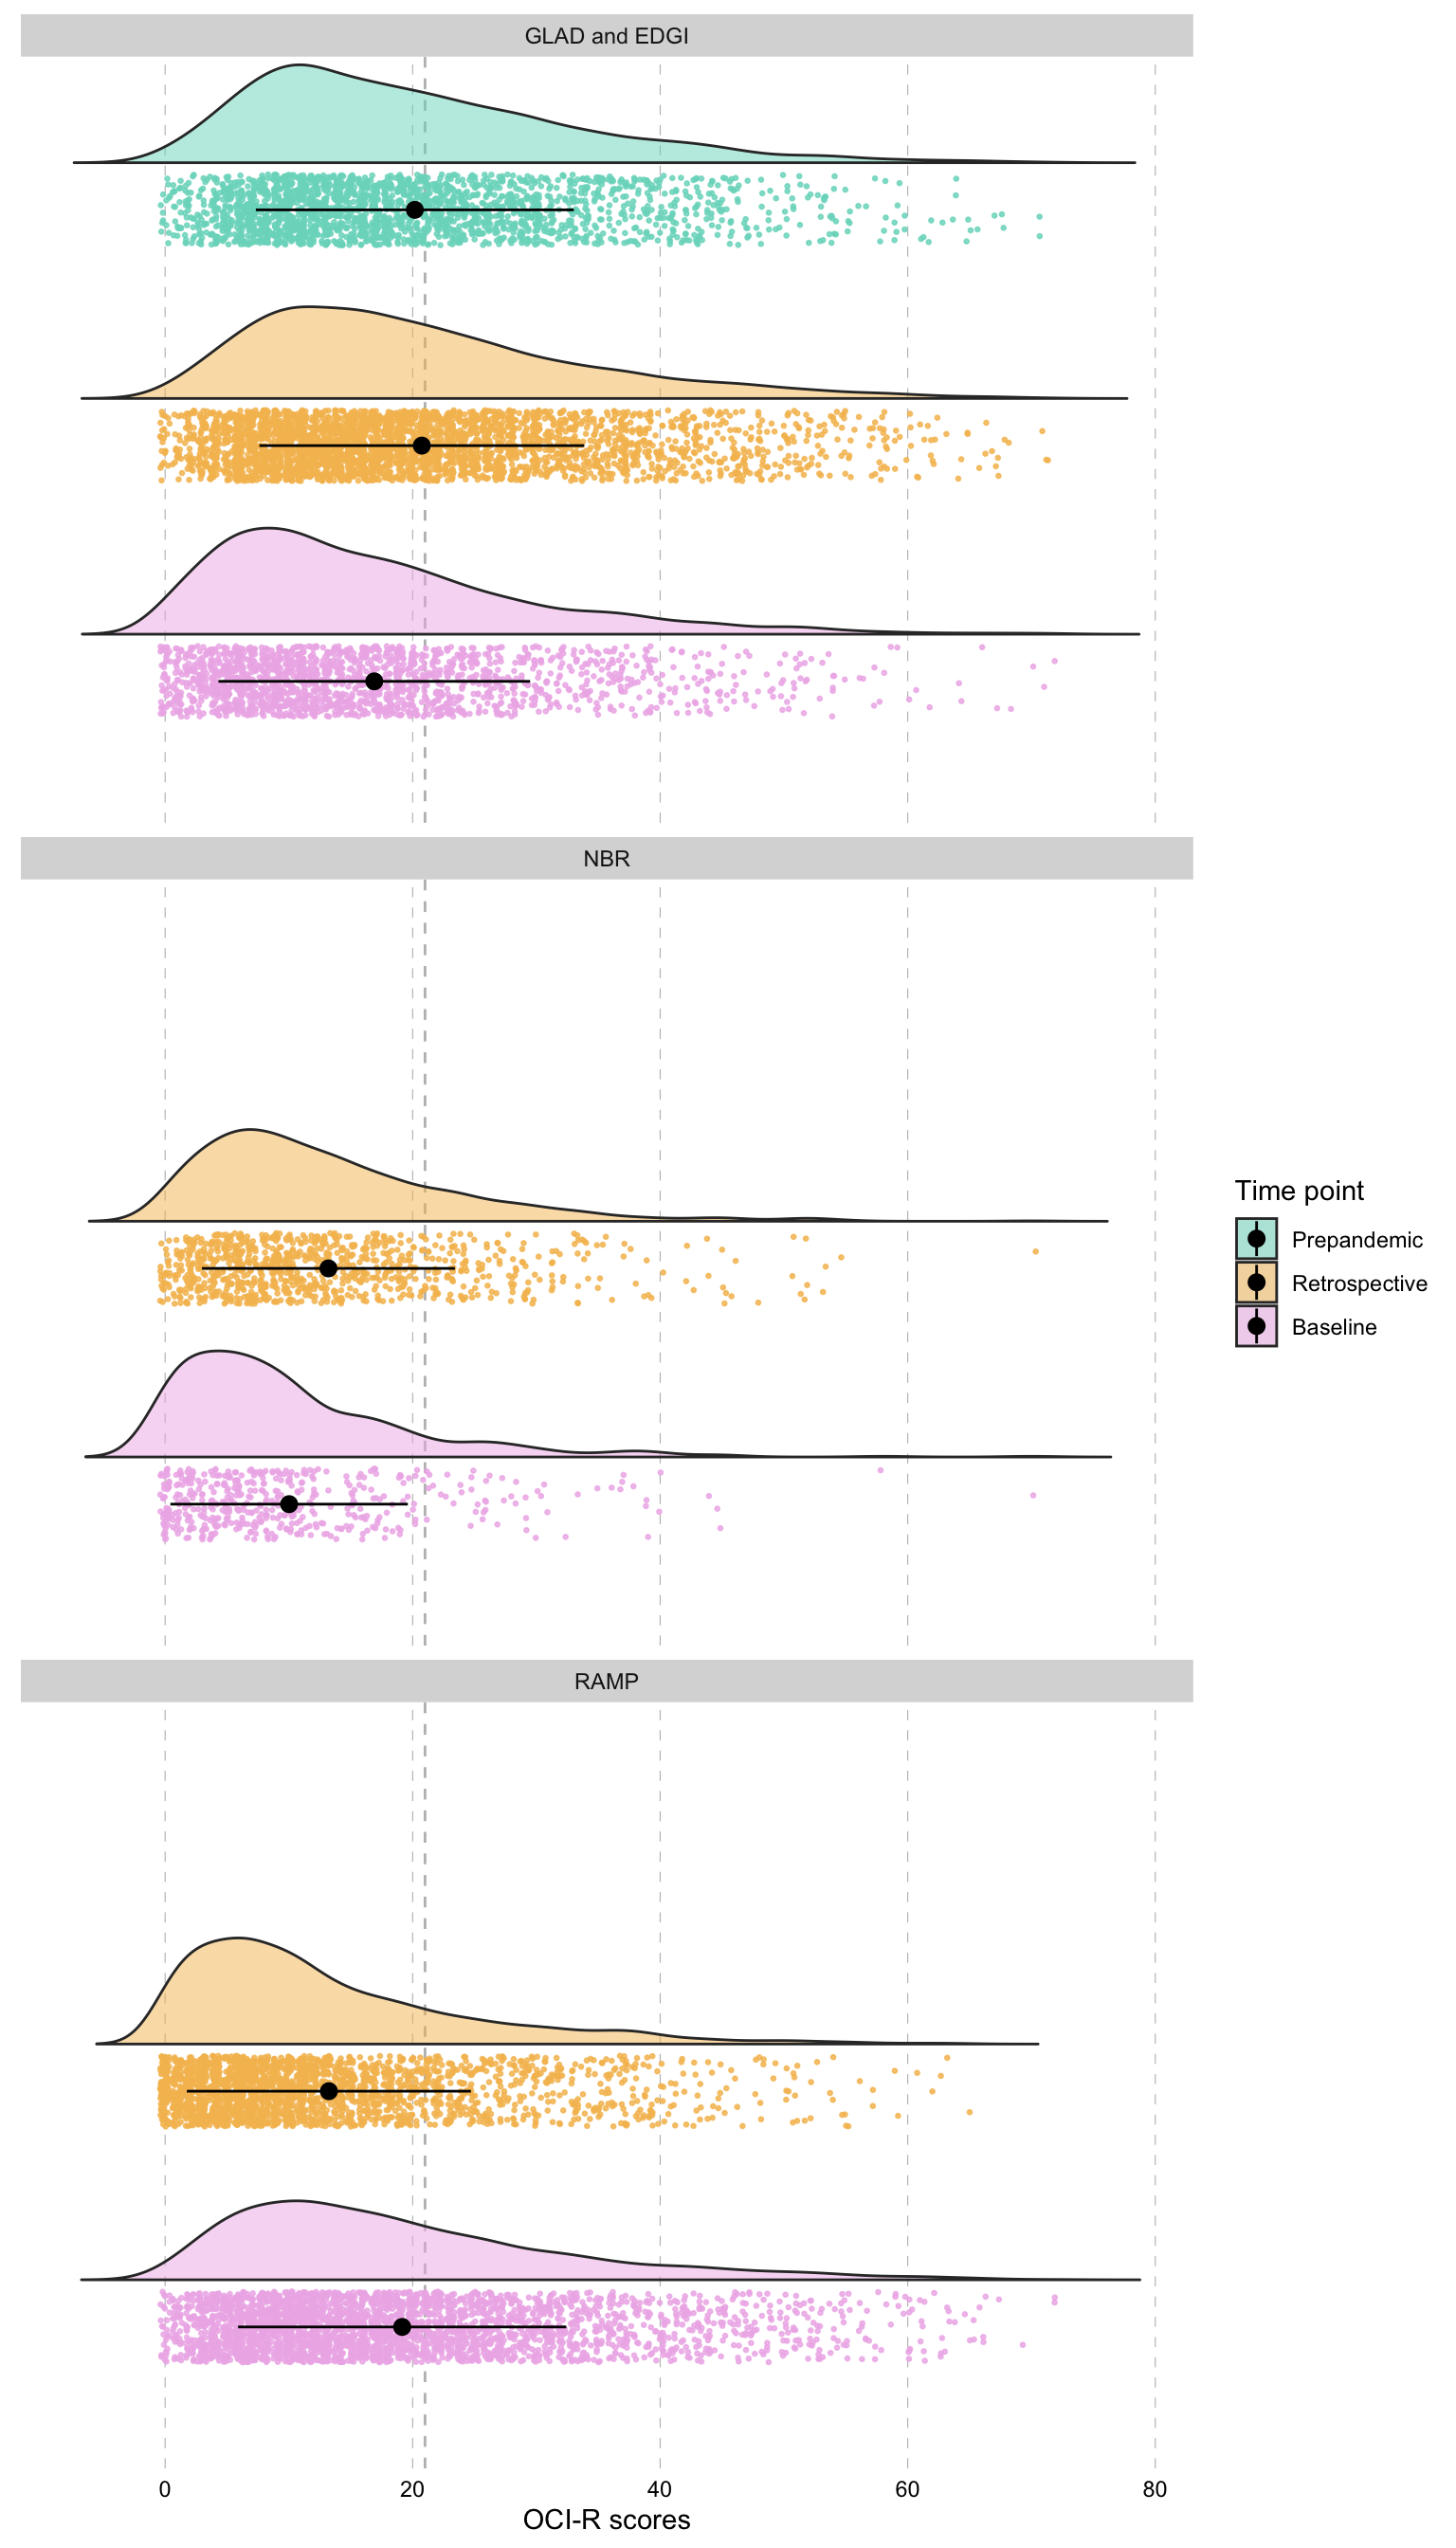 GLAD and EDGI
NBR
Time point
Prepandemic
Retrospective
Baseline
RAMP
0 20 40 60 80
OCI-R scores